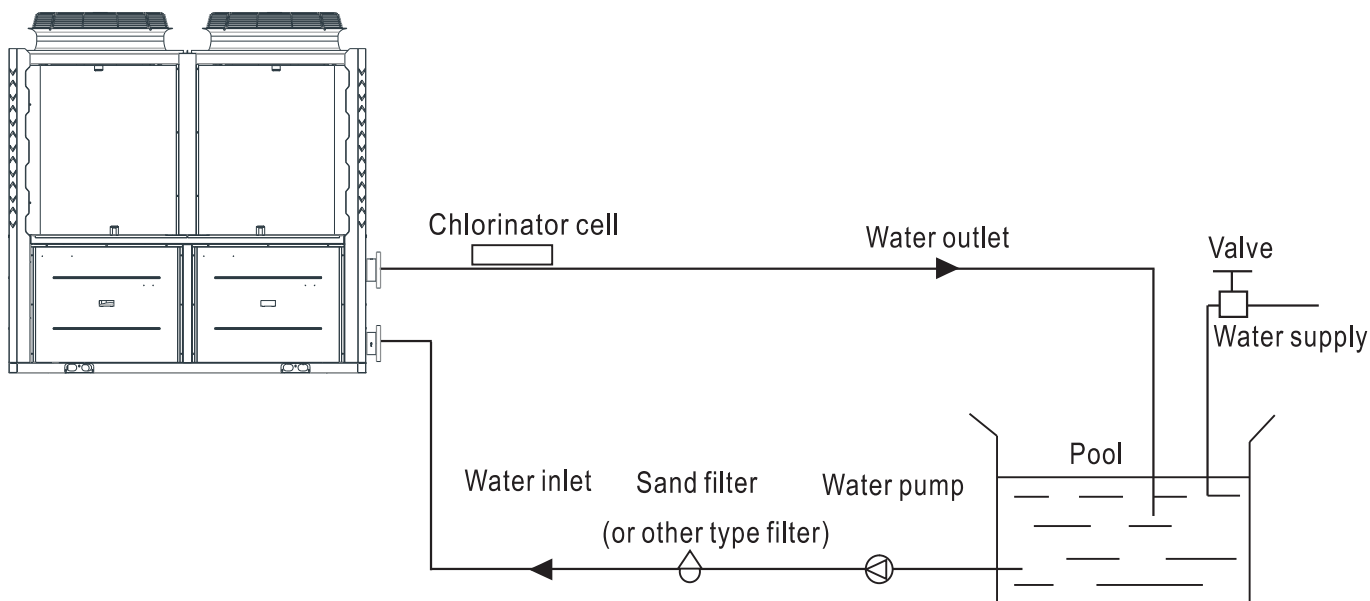 Chlorinator cell
Water outlet
Valve
Water supply
Pool
Water inlet
Sand filter
(or other type filter)
Water pump